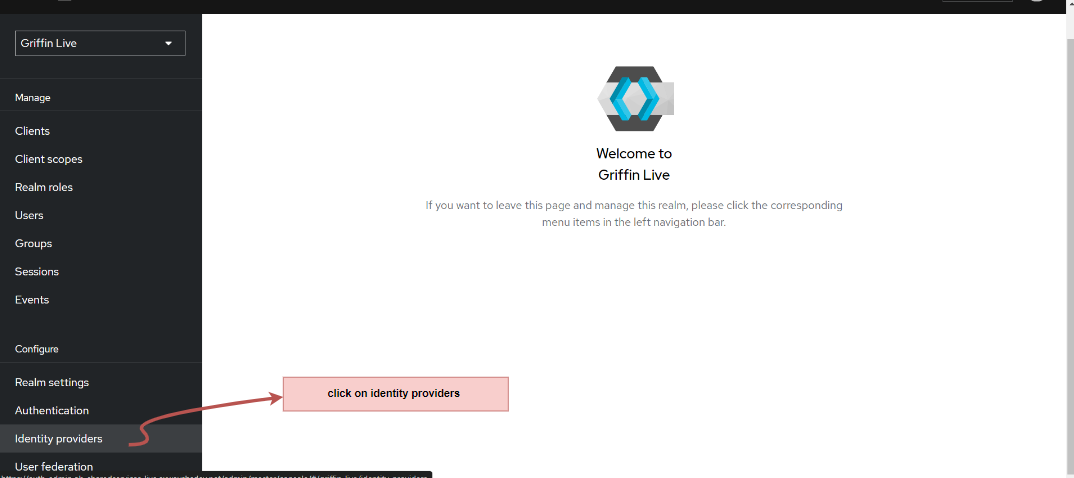 Griffin Live
Manage
Clients
Client scopes
Realm roles
Users
Groups
Sessions
Events
Configure
Realm settings
Authentication
Identity providers
User federation
Welcome to
Griffin Live
If you want to leave this page and manage this realm, please click the corresponding
menu items in the left navigation bar.
click on identity providers